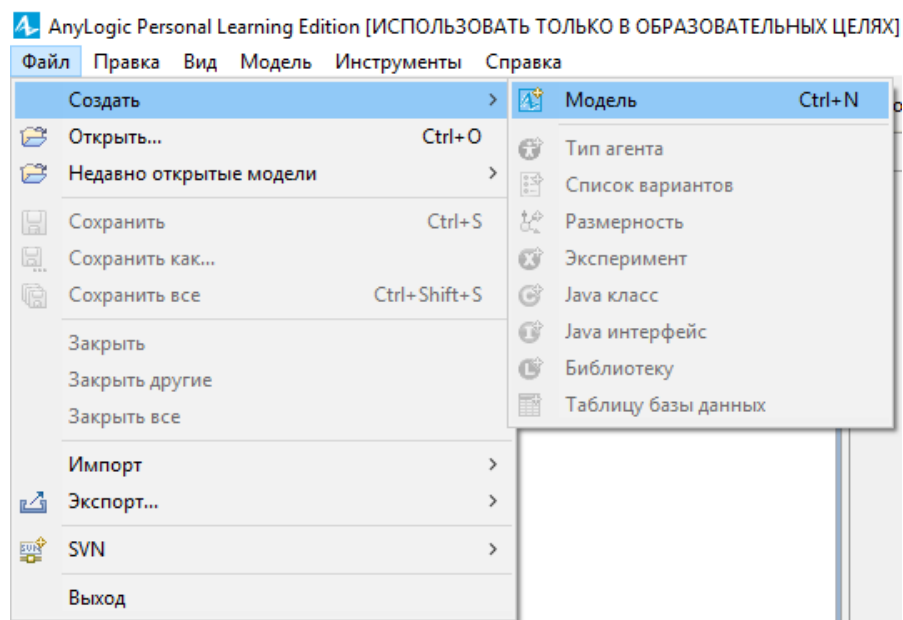 AnyLogic Personal Learning Edition [ИСПОЛЬЗОВАТЬ ТОЛЬКО В ОБРАЗОВАТЕЛЬНЫХ ЦЕЛЯХ]
Файл Правка Вид Модель Инструменты Справка
Создать
Открыть... Ctrl+O
Недавно открытые модели
Сохранить Ctrl+S
Сохранить как...
Сохранить все Ctrl+Shift+S
Закрыть
Закрыть другие
Закрыть все
Импорт
Экспорт...
SVN
Выход
Модель Ctrl+N
Тип агента
Список вариантов
Размерность
Эксперимент
Java класс
Java интерфейс
Библиотеку
Таблицу базы данных